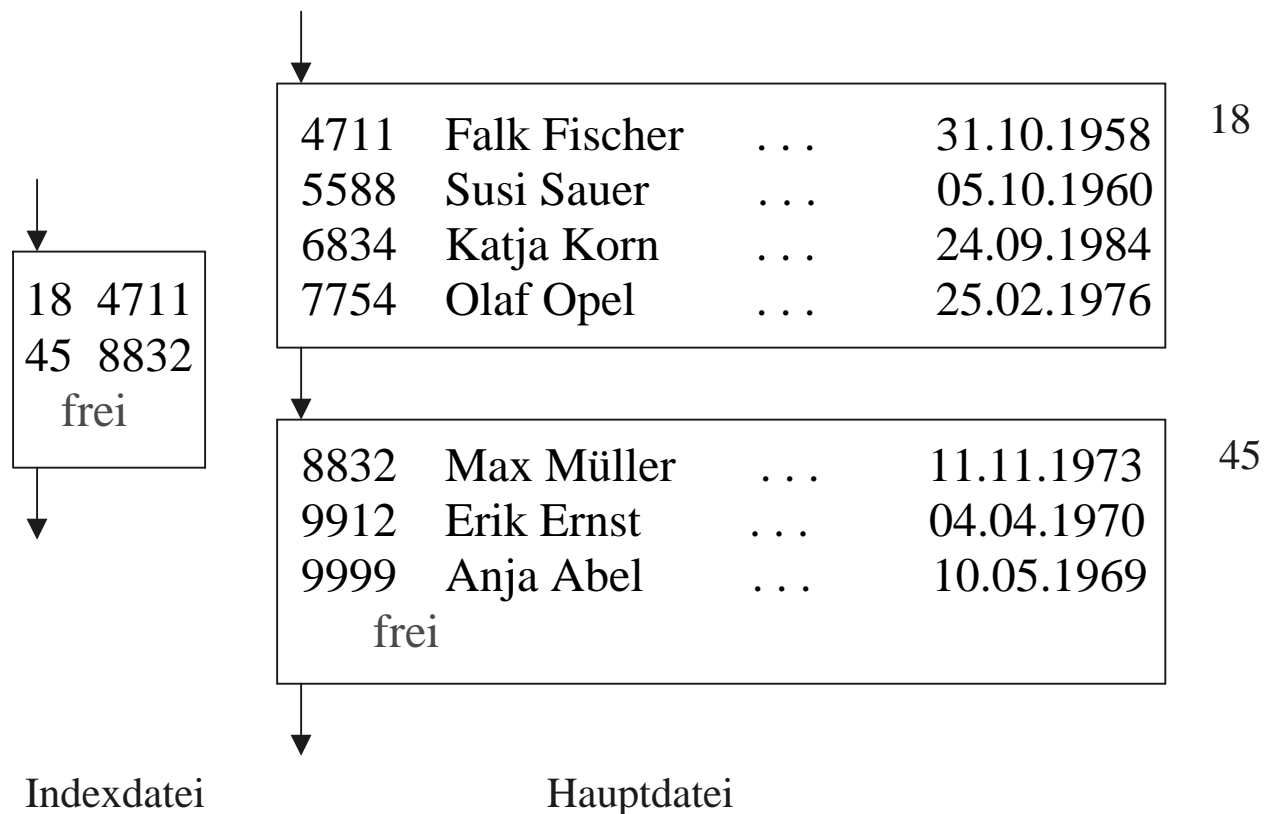 4711 Falk Fischer . . . 31.10.1958 18
5588 Susi Sauer . . . 05.10.1960
6834 Katja Korn . . . 24.09.1984
7754 Olaf Opel . . . 25.02.1976
18 4711
45 8832
frei
8832 Max Müller . . . 11.11.1973 45
9912 Erik Ernst . . . 04.04.1970
9999 Anja Abel . . . 10.05.1969
frei
Indexdatei Hauptdatei